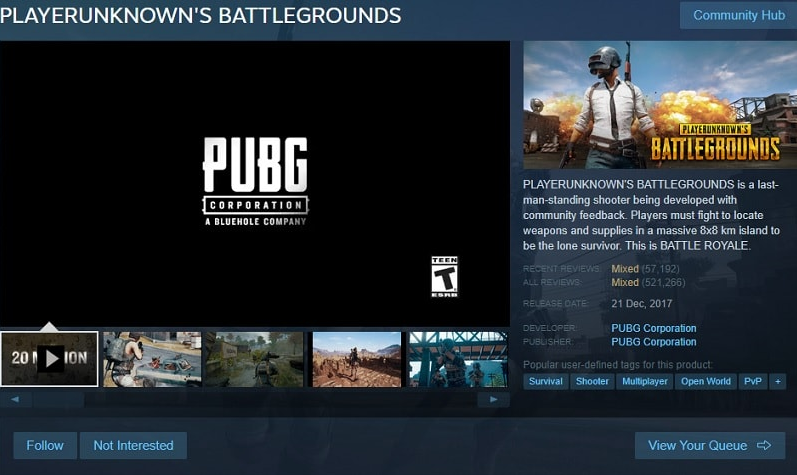 PLAYERUNKNOWN'S BATTLEGROUNDS
Community Hub
PUBG
CORPORATION
A BLUEHOLE COMPANY
TEEN
T
ESRB
PLAYERUNKNOWN'S
BATTLEGROUNDS
PLAYERUNKNOWN'S BATTLEGROUNDS is a last-
man-standing shooter being developed with
community feedback. Players must fight to locate
weapons and supplies in a massive 8x8 km island to
be the lone survivor. This is BATTLE ROYALE.
RECENT REVIEWS: Mixed (57,192)
ALL REVIEWS: Mixed (521,266)
RELEASE DATE: 21 Dec, 2017
DEVELOPER: PUBG Corporation
PUBLISHER: PUBG Corporation
Popular user-defined tags for this product:
Survival Shooter Multiplayer Open World PvP +
20
Follow Not Interested
View Your Queue